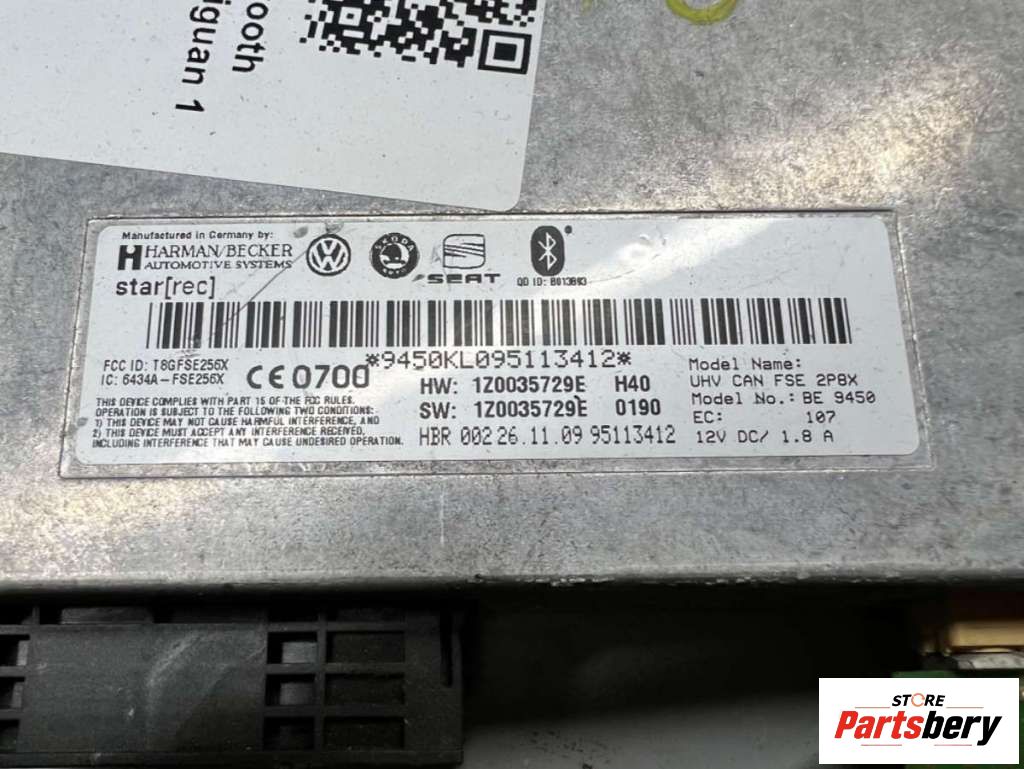 ooth
iguan 1
Manufactured in Germany by:
HARMAN/BECKER
AUTOMOTIVE SYSTEMS
star[rec]
ŠKODA
AUTO
SEAT
QD ID: B013883
*9450KL095113412*
FCC ID: T8GFSE256X
IC: 6434A-FSE256X
CE0700
HW: 1Z0035729E H40
SW: 1Z0035729E 0190
HBR 002 26.11.09 95113412
THIS DEVICE COMPLIES WITH PART 15 OF THE FCC RULES.
OPERATION IS SUBJECT TO THE FOLLOWING TWO CONDITIONS:
1) THIS DEVICE MAY NOT CAUSE HARMFUL INTERFERENCE, AND
2) THIS DEVICE MUST ACCEPT ANY INTERFERENCE RECEIVED,
INCLUDING INTERFERENCE THAT MAY CAUSE UNDESIRED OPERATION.
Model Name:
UHV CAN FSE 2P8X
Model No.: BE 9450
EC: 107
12V DC/ 1.8 A
STORE
Partsbery